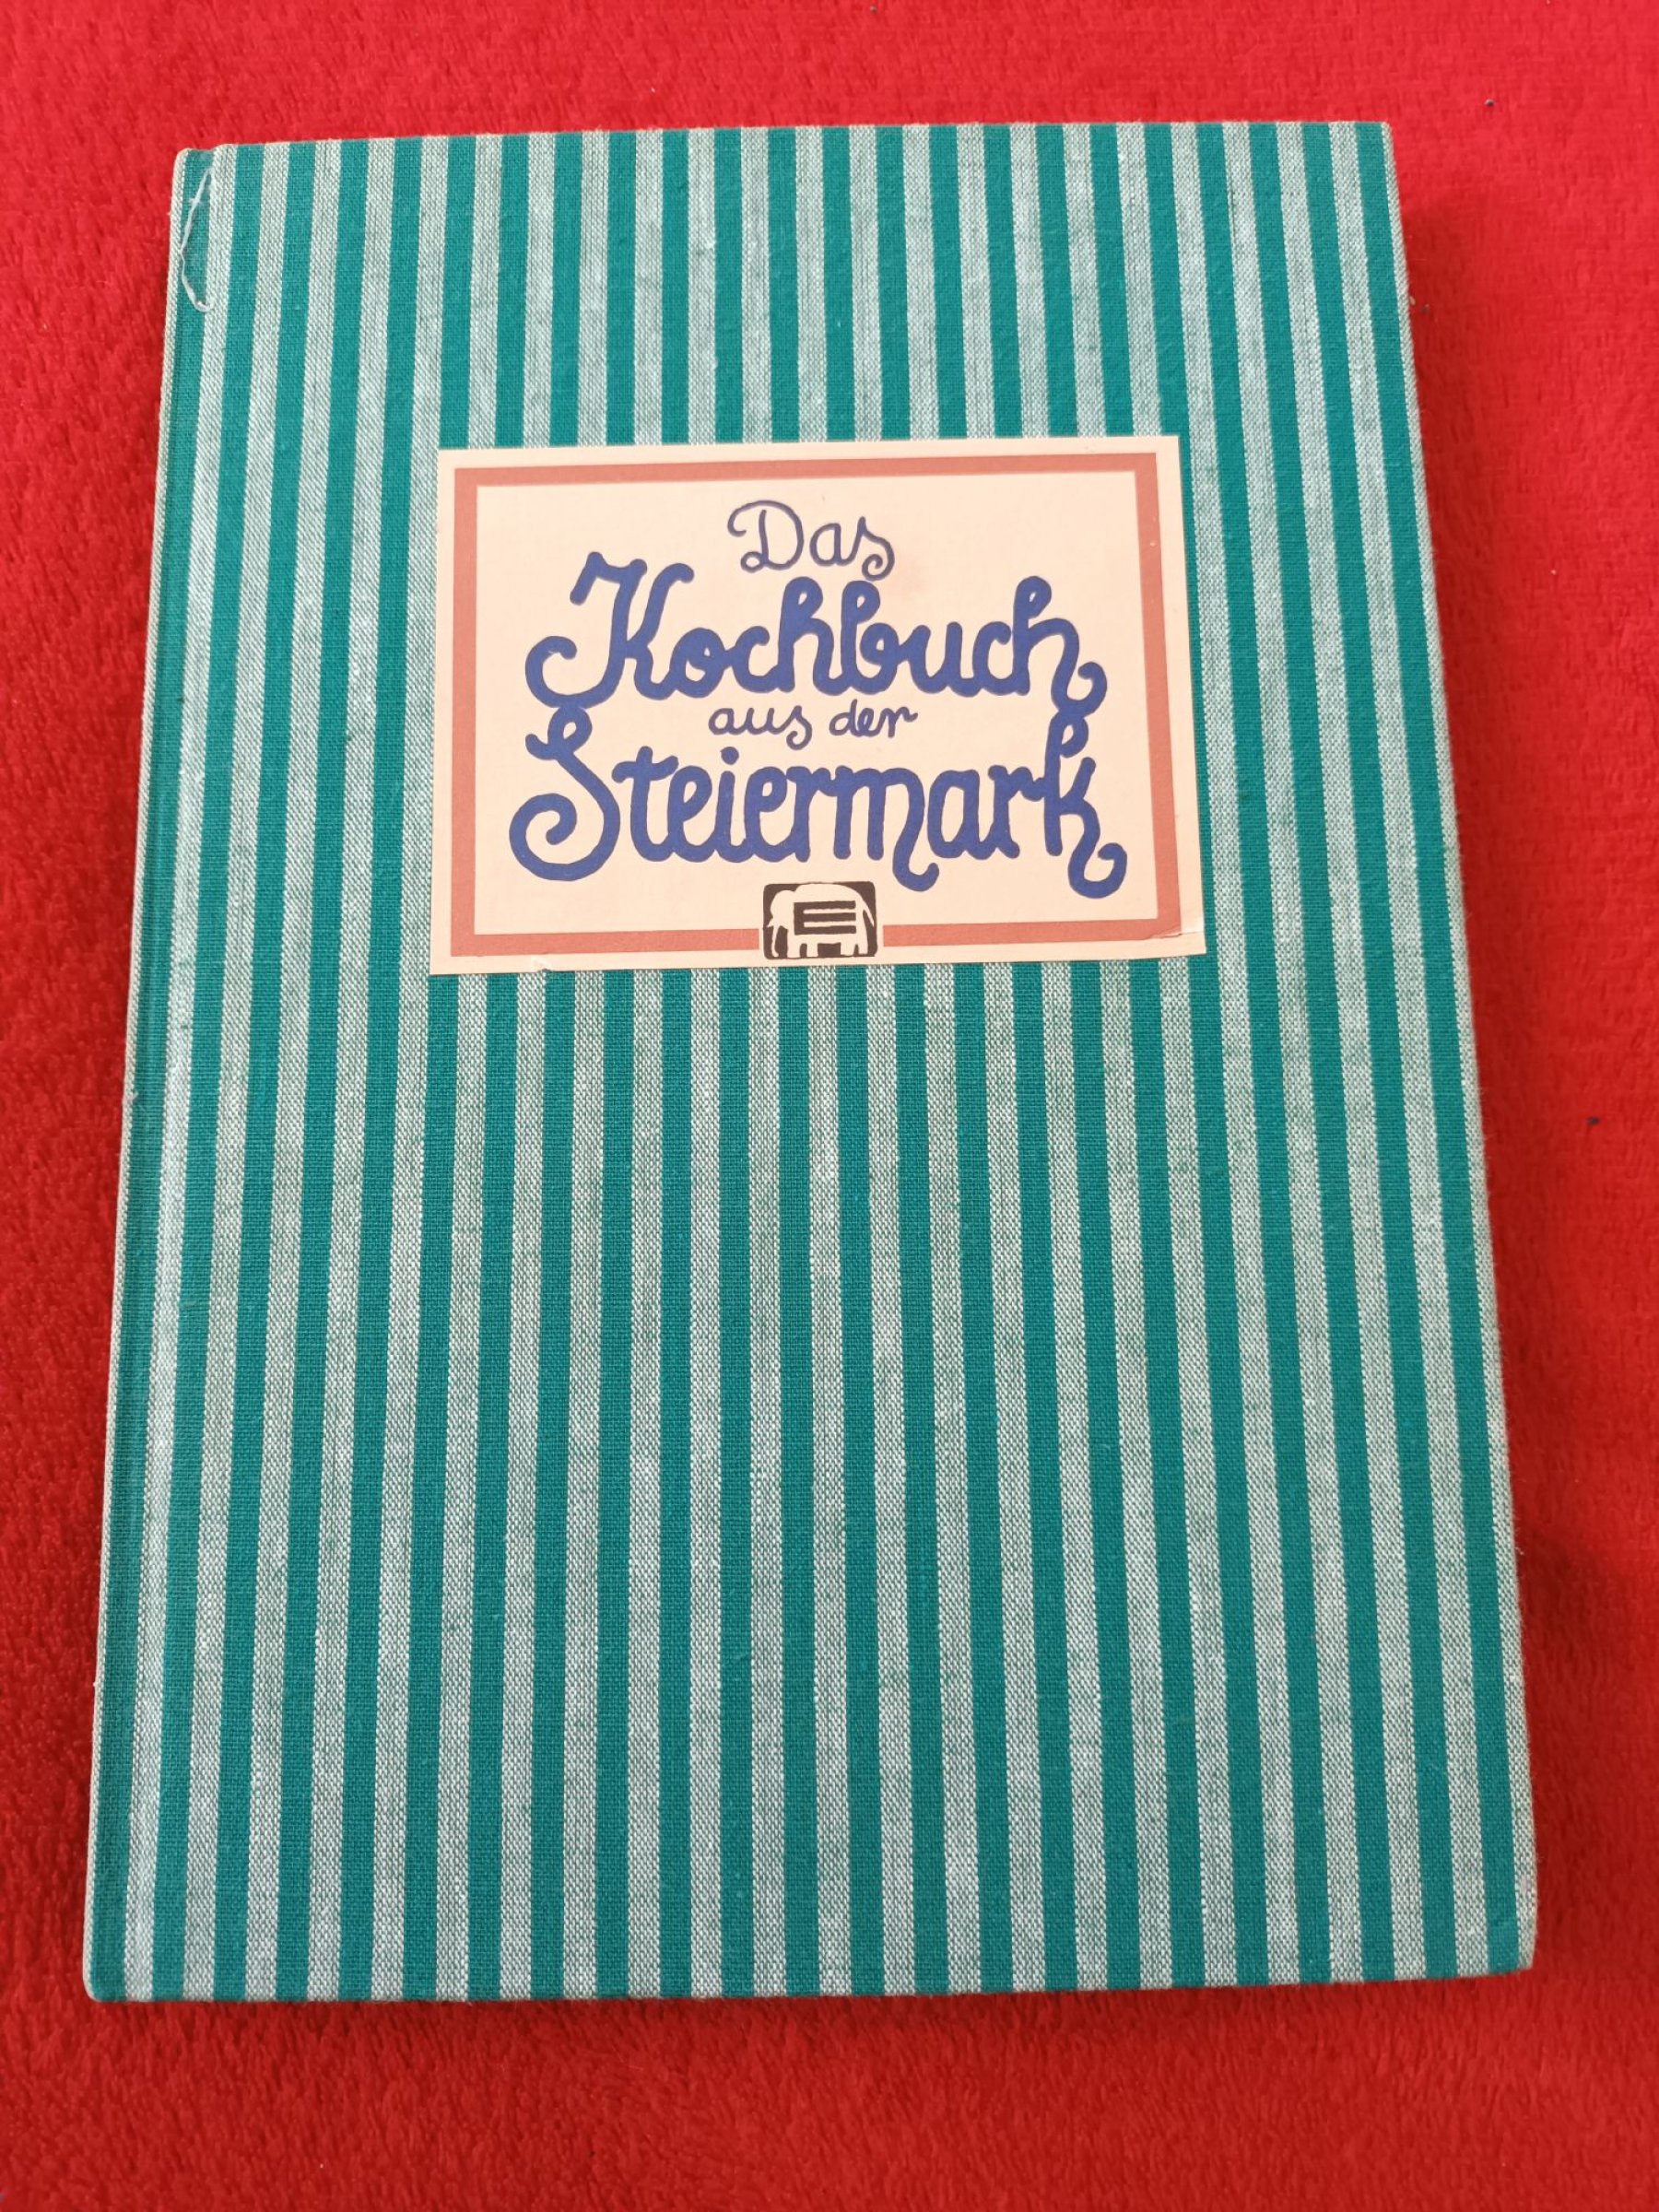 Das
Kochbuch
aus der
Steiermark
E